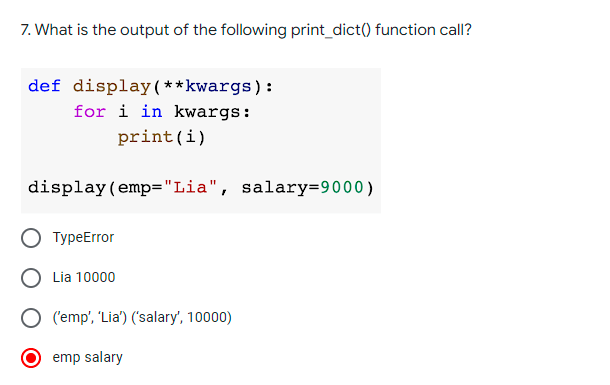 7. What is the output of the following print_dict() function call?
def display(**kwargs):
    for i in kwargs:
        print(i)
display(emp="Lia", salary=9000)
TypeError
Lia 10000
('emp', 'Lia') ('salary', 10000)
emp salary